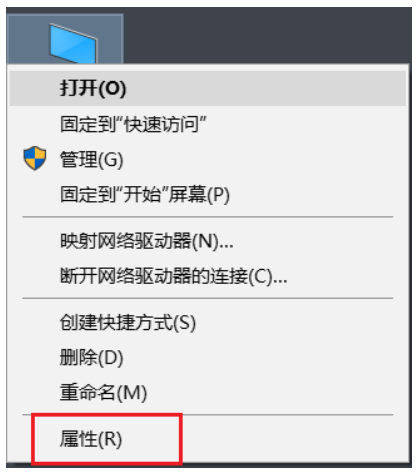 打开(O)
固定到“快速访问”
管理(G)
固定到“开始”屏幕(P)
映射网络驱动器(N)...
断开网络驱动器的连接(C)...
创建快捷方式(S)
删除(D)
重命名(M)
属性(R)